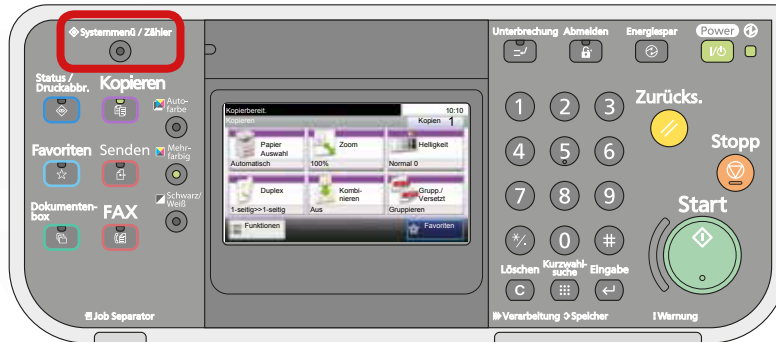 Systemmenü / Zähler
Status /
Druckabbr.
Kopieren
Auto-
farbe
Favoriten
Senden
Mehr-
farbig
Dokumenten-
box
FAX
Schwarz/
Weiß
Job Separator
Kopierbereit.
10:10
Kopieren
Kopien 1
Papier
Auswahl
Automatisch
Zoom
100%
Helligkeit
Normal 0
Duplex
1-seitig>>1-seitig
Kombi-
nieren
Aus
Grupp./
Versetzt
Gruppieren
Funktionen
Favoriten
Unterbrechung
Abmelden
Energiespar
Power
1 2 3
4 5 6
7 8 9
*/. 0 #
Zurücks.
Stopp
Start
Löschen
Kurzwahl-
suche
Eingabe
C
Verarbeitung
Speicher
! Warnung